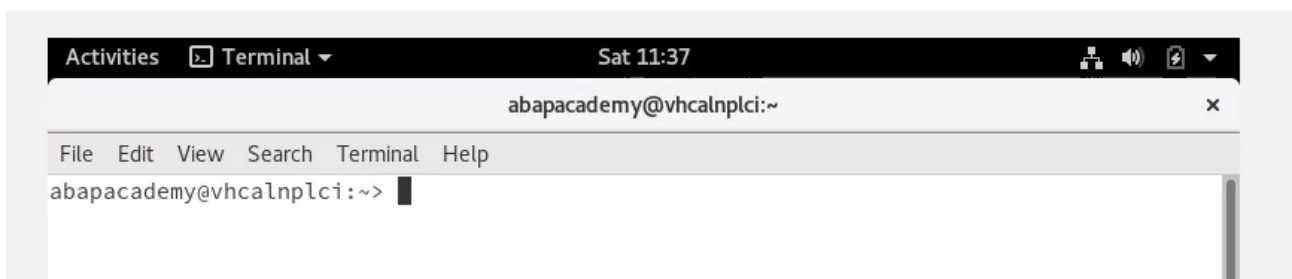 Activities Terminal Sat 11:37
abapacademy@vhcalnplci:~ ×
File Edit View Search Terminal Help
abapacademy@vhcalnplci:~>